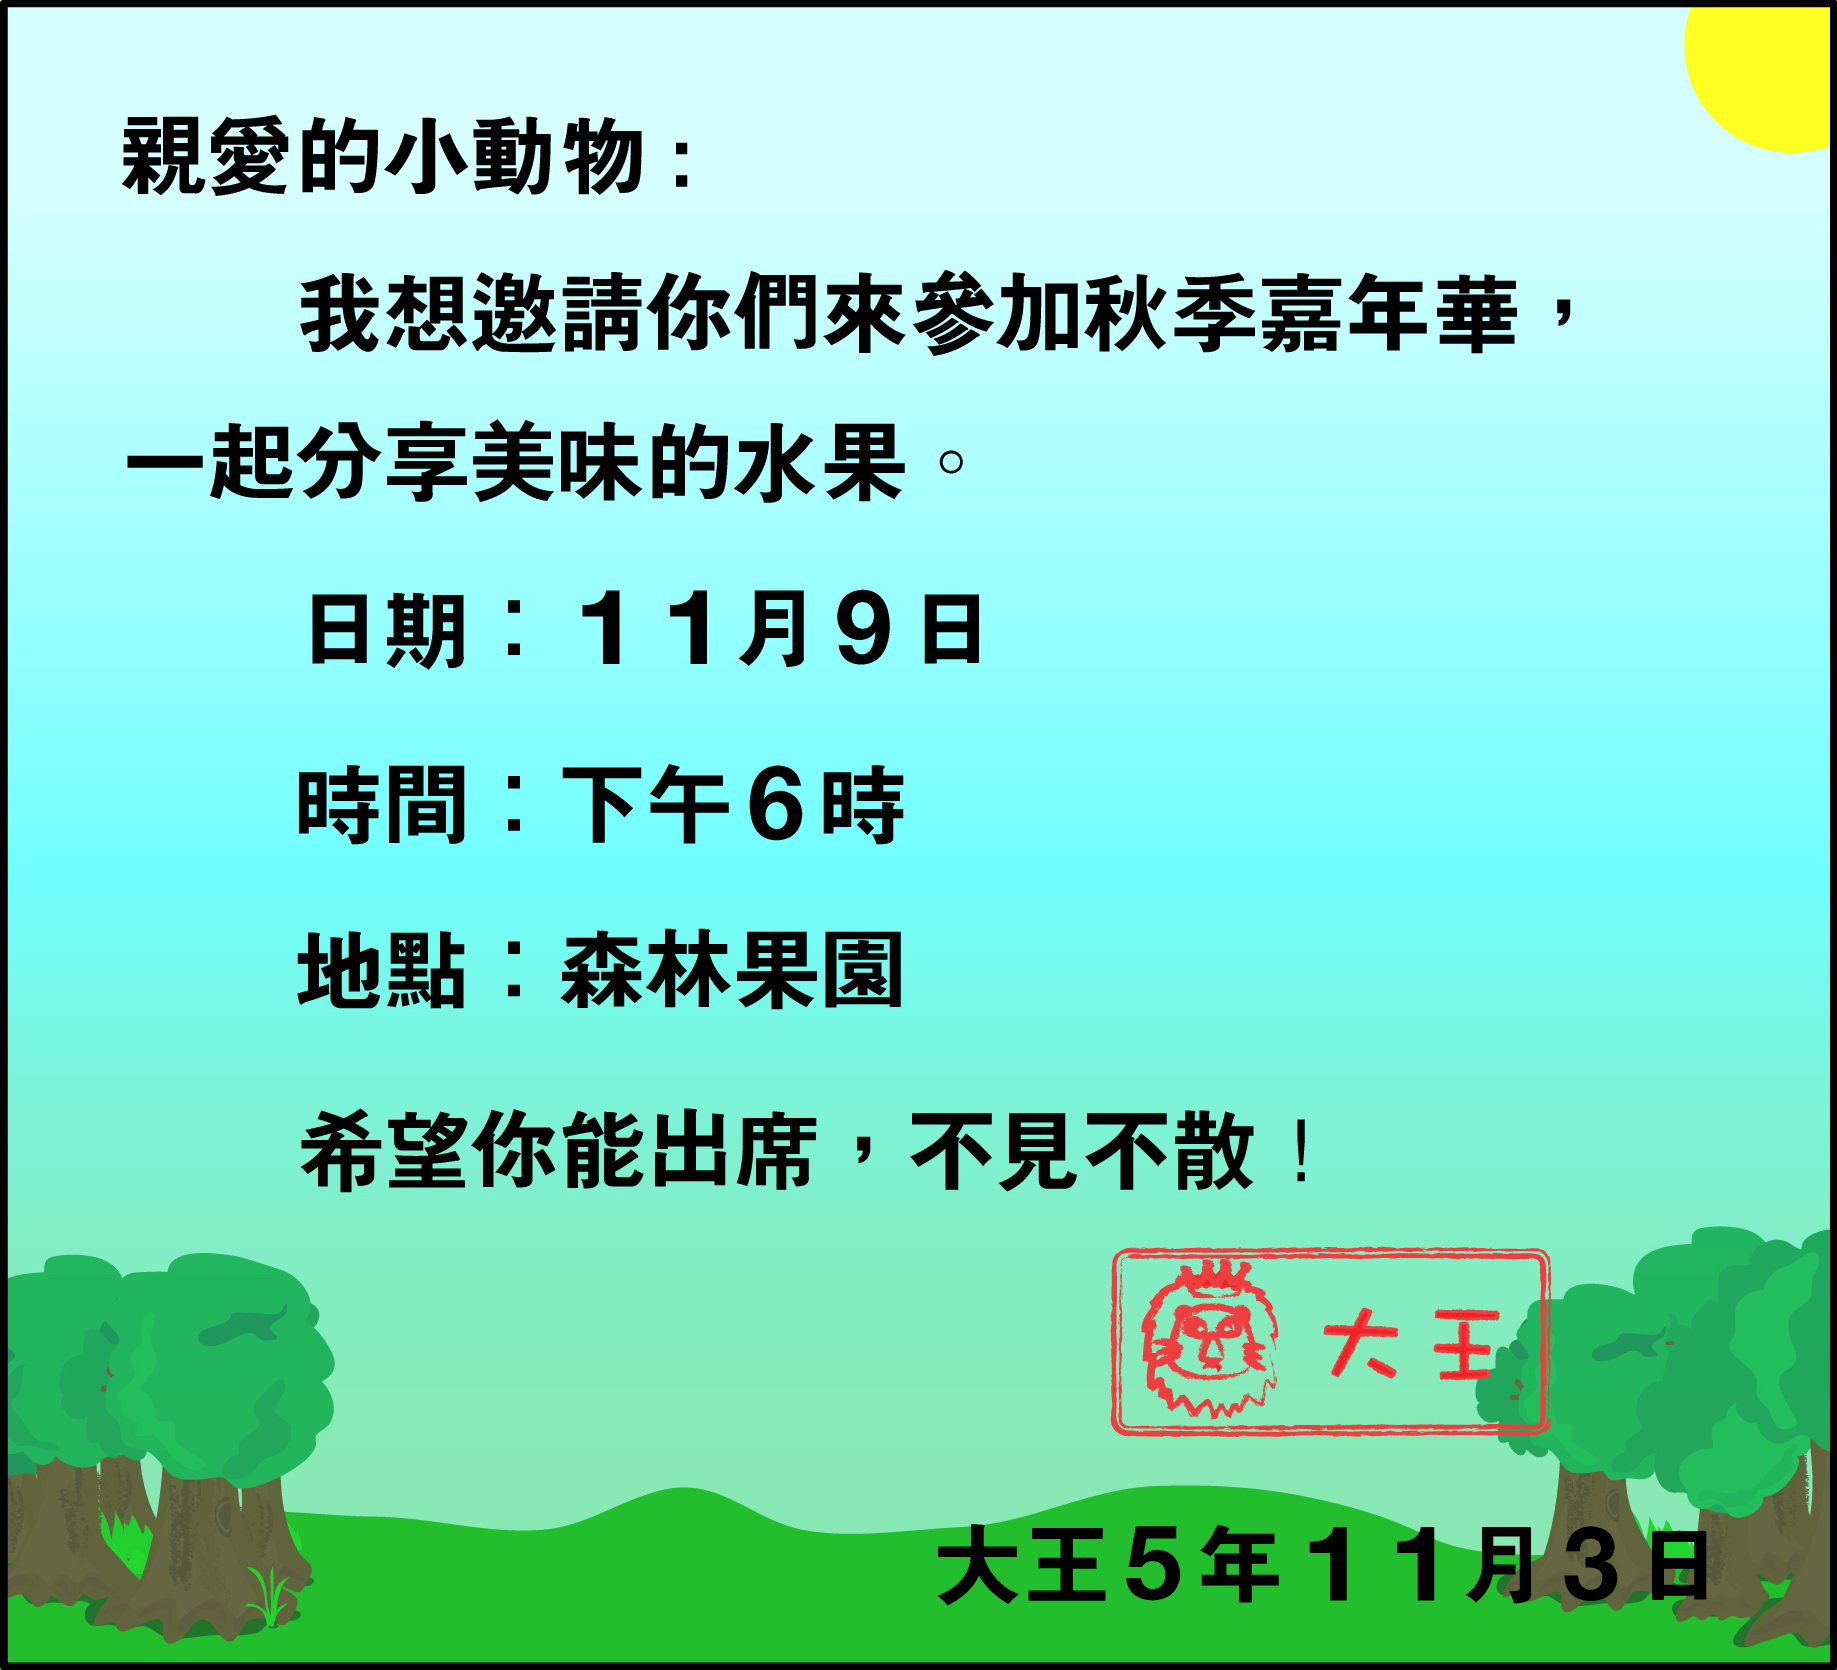 親愛的小動物：
我想邀請你們來參加秋季嘉年華，
一起分享美味的水果。
日期：11月9日
時間：下午6時
地點：森林果園
希望你能出席，不見不散！
大王
大王5年11月3日